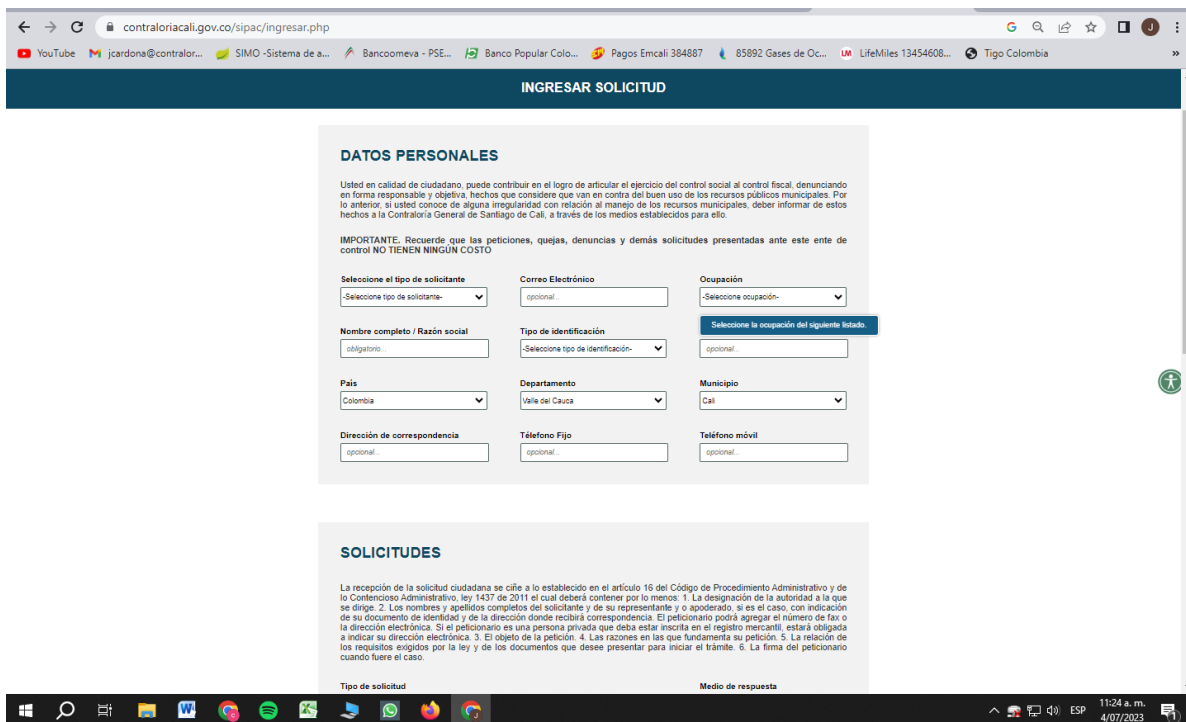 contraloriacali.gov.co/sipac/ingresar.php
YouTube
jcardona@contralor...
SIMO -Sistema de a...
Bancoomeva - PSE...
Banco Popular Colo...
Pagos Emcali 384887
85892 Gases de Oc...
LM LifeMiles 13454608...
Tigo Colombia
»
INGRESAR SOLICITUD
DATOS PERSONALES
Usted en calidad de ciudadano, puede contribuir en el logro de articular el ejercicio del control social al control fiscal, denunciando
en forma responsable y objetiva, hechos que considere que van en contra del buen uso de los recursos públicos municipales. Por
lo anterior, si usted conoce de alguna irregularidad con relación al manejo de los recursos municipales, deber informar de estos
hechos a la Contraloría General de Santiago de Cali, a través de los medios establecidos para ello.
IMPORTANTE. Recuerde que las peticiones, quejas, denuncias y demás solicitudes presentadas ante este ente de
control NO TIENEN NINGÚN COSTO
Seleccione el tipo de solicitante
Correo Electrónico
Ocupación
-Seleccione tipo de solicitante-
opcional...
-Seleccione ocupación-
Seleccione la ocupación del siguiente listado.
Nombre completo / Razón social
Tipo de identificación
obligatorio...
-Seleccione tipo de identificación-
opcional...
País
Departamento
Municipio
Colombia
Valle del Cauca
Cali
Dirección de correspondencia
Télefono Fijo
Teléfono móvil
opcional...
opcional...
opcional...
SOLICITUDES
La recepción de la solicitud ciudadana se ciñe a lo establecido en el artículo 16 del Código de Procedimiento Administrativo y de
lo Contencioso Administrativo, ley 1437 de 2011 el cual deberá contener por lo menos: 1. La designación de la autoridad a la que
se dirige. 2. Los nombres y apellidos completos del solicitante y de su representante y o apoderado, si es el caso, con indicación
de su documento de identidad y de la dirección donde recibirá correspondencia. El peticionario podrá agregar el número de fax o
la dirección electrónica. Si el peticionario es una persona privada que deba estar inscrita en el registro mercantil, estará obligada
a indicar su dirección electrónica. 3. El objeto de la petición. 4. Las razones en las que fundamenta su petición. 5. La relación de
los requisitos exigidos por la ley y de los documentos que desee presentar para iniciar el trámite. 6. La firma del peticionario
cuando fuere el caso.
Tipo de solicitud
Medio de respuesta
ESP
11:24 a. m.
4/07/2023